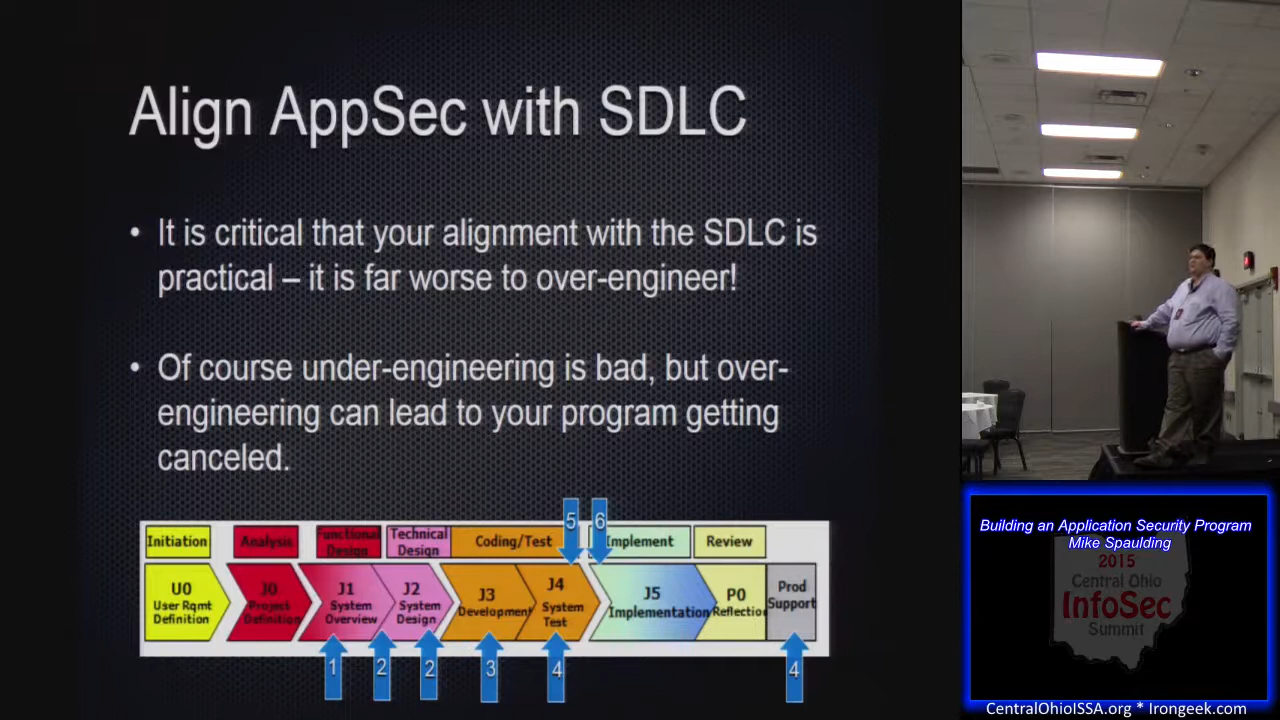 Align AppSec with SDLC
• It is critical that your alignment with the SDLC is
practical – it is far worse to over-engineer!
• Of course under-engineering is bad, but over-
engineering can lead to your program getting
canceled.
5 6
Initiation Analysis Functional Design Technical Design Coding/Test Implement Review
U0 User Rqmt Definition
J0 Project Definition
J1 System Overview
J2 System Design
J3 Development
J4 System Test
J5 Implementation
P0 Reflection
Prod Support
1 2 2 3 4 4
Building an Application Security Program
Mike Spaulding
2015
Central Ohio
InfoSec
Summit
CentralOhioISSA.org * Irongeek.com